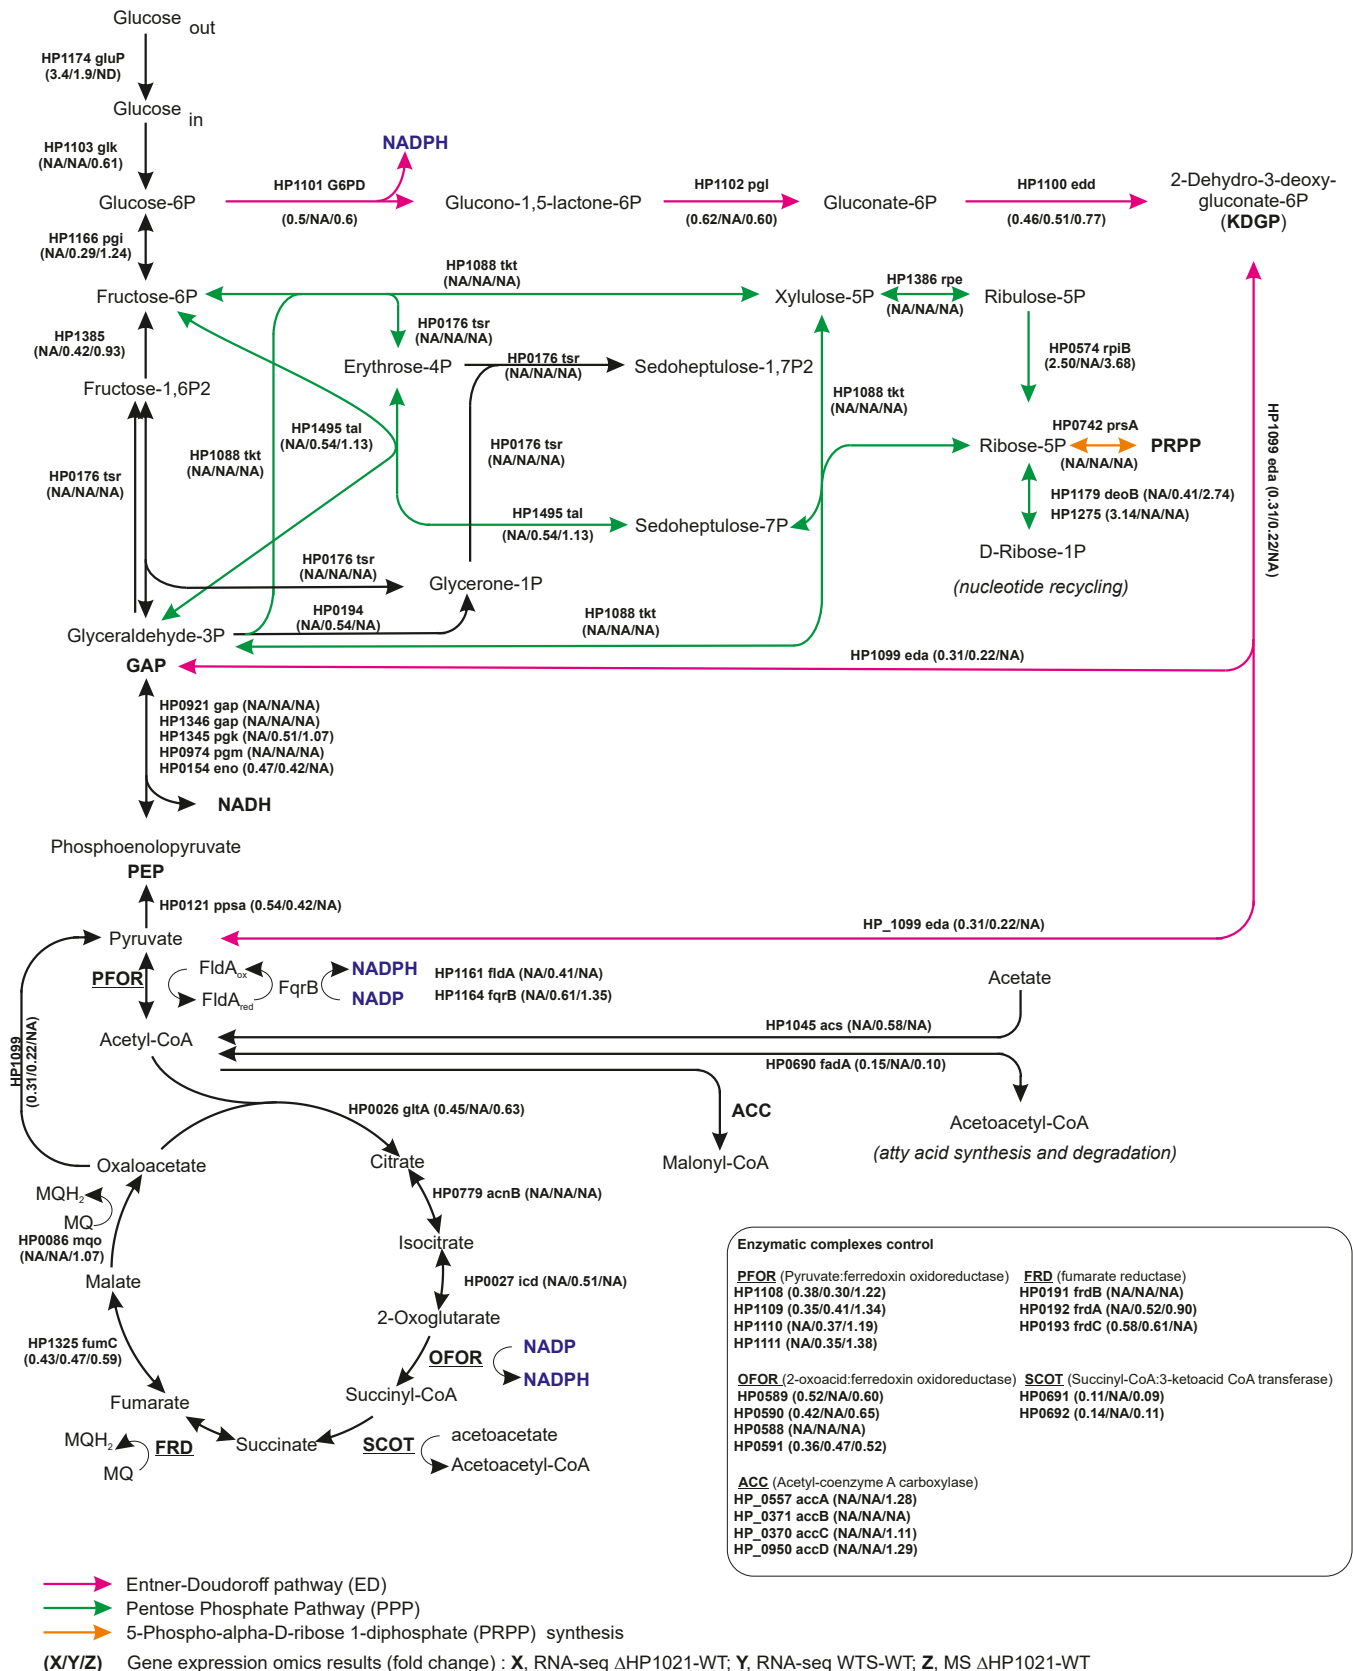 Glucose out
HP1174 gluP
(3.4/1.9/ND)
Glucose in
HP1103 glk
(NA/NA/0.61)
NADPH
Glucose-6P
HP1101 G6PD
(0.5/NA/0.6)
Glucono-1,5-lactone-6P
HP1102 pgl
(0.62/NA/0.60)
Gluconate-6P
HP1100 edd
(0.46/0.51/0.77)
2-Dehydro-3-deoxy-
gluconate-6P
(KDGP)
HP1166 pgi
(NA/0.29/1.24)
Fructose-6P
HP1088 tkt
(NA/NA/NA)
Xylulose-5P
HP1386 rpe
(NA/NA/NA)
Ribulose-5P
HP1385
(NA/0.42/0.93)
HP0176 tsr
(NA/NA/NA)
Erythrose-4P
HP0176 tsr
(NA/NA/NA)
Sedoheptulose-1,7P2
HP0574 rpiB
(2.50/NA/3.68)
Fructose-1,6P2
HP1088 tkt
(NA/NA/NA)
HP1495 tal
(NA/0.54/1.13)
HP1088 tkt
(NA/NA/NA)
HP0176 tsr
(NA/NA/NA)
Ribose-5P
HP0742 prsA
(NA/NA/NA)
PRPP
HP0176 tsr
(NA/NA/NA)
HP1179 deoB (NA/0.41/2.74)
HP1275 (3.14/NA/NA)
HP1099 eda (0.31/0.22/NA)
HP1495 tal
(NA/0.54/1.13)
Sedoheptulose-7P
D-Ribose-1P
(nucleotide recycling)
HP0176 tsr
(NA/NA/NA)
Glycerone-1P
HP0194
(NA/0.54/NA)
HP1088 tkt
(NA/NA/NA)
Glyceraldehyde-3P
GAP
HP1099 eda (0.31/0.22/NA)
HP0921 gap (NA/NA/NA)
HP1346 gap (NA/NA/NA)
HP1345 pgk (NA/0.51/1.07)
HP0974 pgm (NA/NA/NA)
HP0154 eno (0.47/0.42/NA)
NADH
Phosphoenolopyruvate
PEP
HP0121 ppsa (0.54/0.42/NA)
Pyruvate
HP_1099 eda (0.31/0.22/NA)
PFOR
FldAox
FldAred
FqrB
NADPH
NADP
HP1161 fldA (NA/0.41/NA)
HP1164 fqrB (NA/0.61/1.35)
Acetate
Acetyl-CoA
HP1045 acs (NA/0.58/NA)
HP0690 fadA (0.15/NA/0.10)
HP1099
(0.31/0.22/NA)
HP0026 gltA (0.45/NA/0.63)
ACC
Malonyl-CoA
Acetoacetyl-CoA
(atty acid synthesis and degradation)
Oxaloacetate
Citrate
MQH2
MQ
HP0086 mqo
(NA/NA/1.07)
HP0779 acnB (NA/NA/NA)
Isocitrate
Malate
HP0027 icd (NA/0.51/NA)
2-Oxoglutarate
HP1325 fumC
(0.43/0.47/0.59)
OFOR
NADP
NADPH
Succinyl-CoA
Fumarate
MQH2
MQ
FRD
Succinate
SCOT
acetoacetate
Acetoacetyl-CoA
Enzymatic complexes control
PFOR (Pyruvate:ferredoxin oxidoreductase)
HP1108 (0.38/0.30/1.22)
HP1109 (0.35/0.41/1.34)
HP1110 (NA/0.37/1.19)
HP1111 (NA/0.35/1.38)
FRD (fumarate reductase)
HP0191 frdB (NA/NA/NA)
HP0192 frdA (NA/0.52/0.90)
HP0193 frdC (0.58/0.61/NA)
OFOR (2-oxoacid:ferredoxin oxidoreductase)
HP0589 (0.52/NA/0.60)
HP0590 (0.42/NA/0.65)
HP0588 (NA/NA/NA)
HP0591 (0.36/0.47/0.52)
SCOT (Succinyl-CoA:3-ketoacid CoA transferase)
HP0691 (0.11/NA/0.09)
HP0692 (0.14/NA/0.11)
ACC (Acetyl-coenzyme A carboxylase)
HP_0557 accA (NA/NA/1.28)
HP_0371 accB (NA/NA/NA)
HP_0370 accC (NA/NA/1.11)
HP_0950 accD (NA/NA/1.29)
Entner-Doudoroff pathway (ED)
Pentose Phosphate Pathway (PPP)
5-Phospho-alpha-D-ribose 1-diphosphate (PRPP) synthesis
(X/Y/Z) Gene expression omics results (fold change) : X, RNA-seq ΔHP1021-WT; Y, RNA-seq WTS-WT; Z, MS ΔHP1021-WT